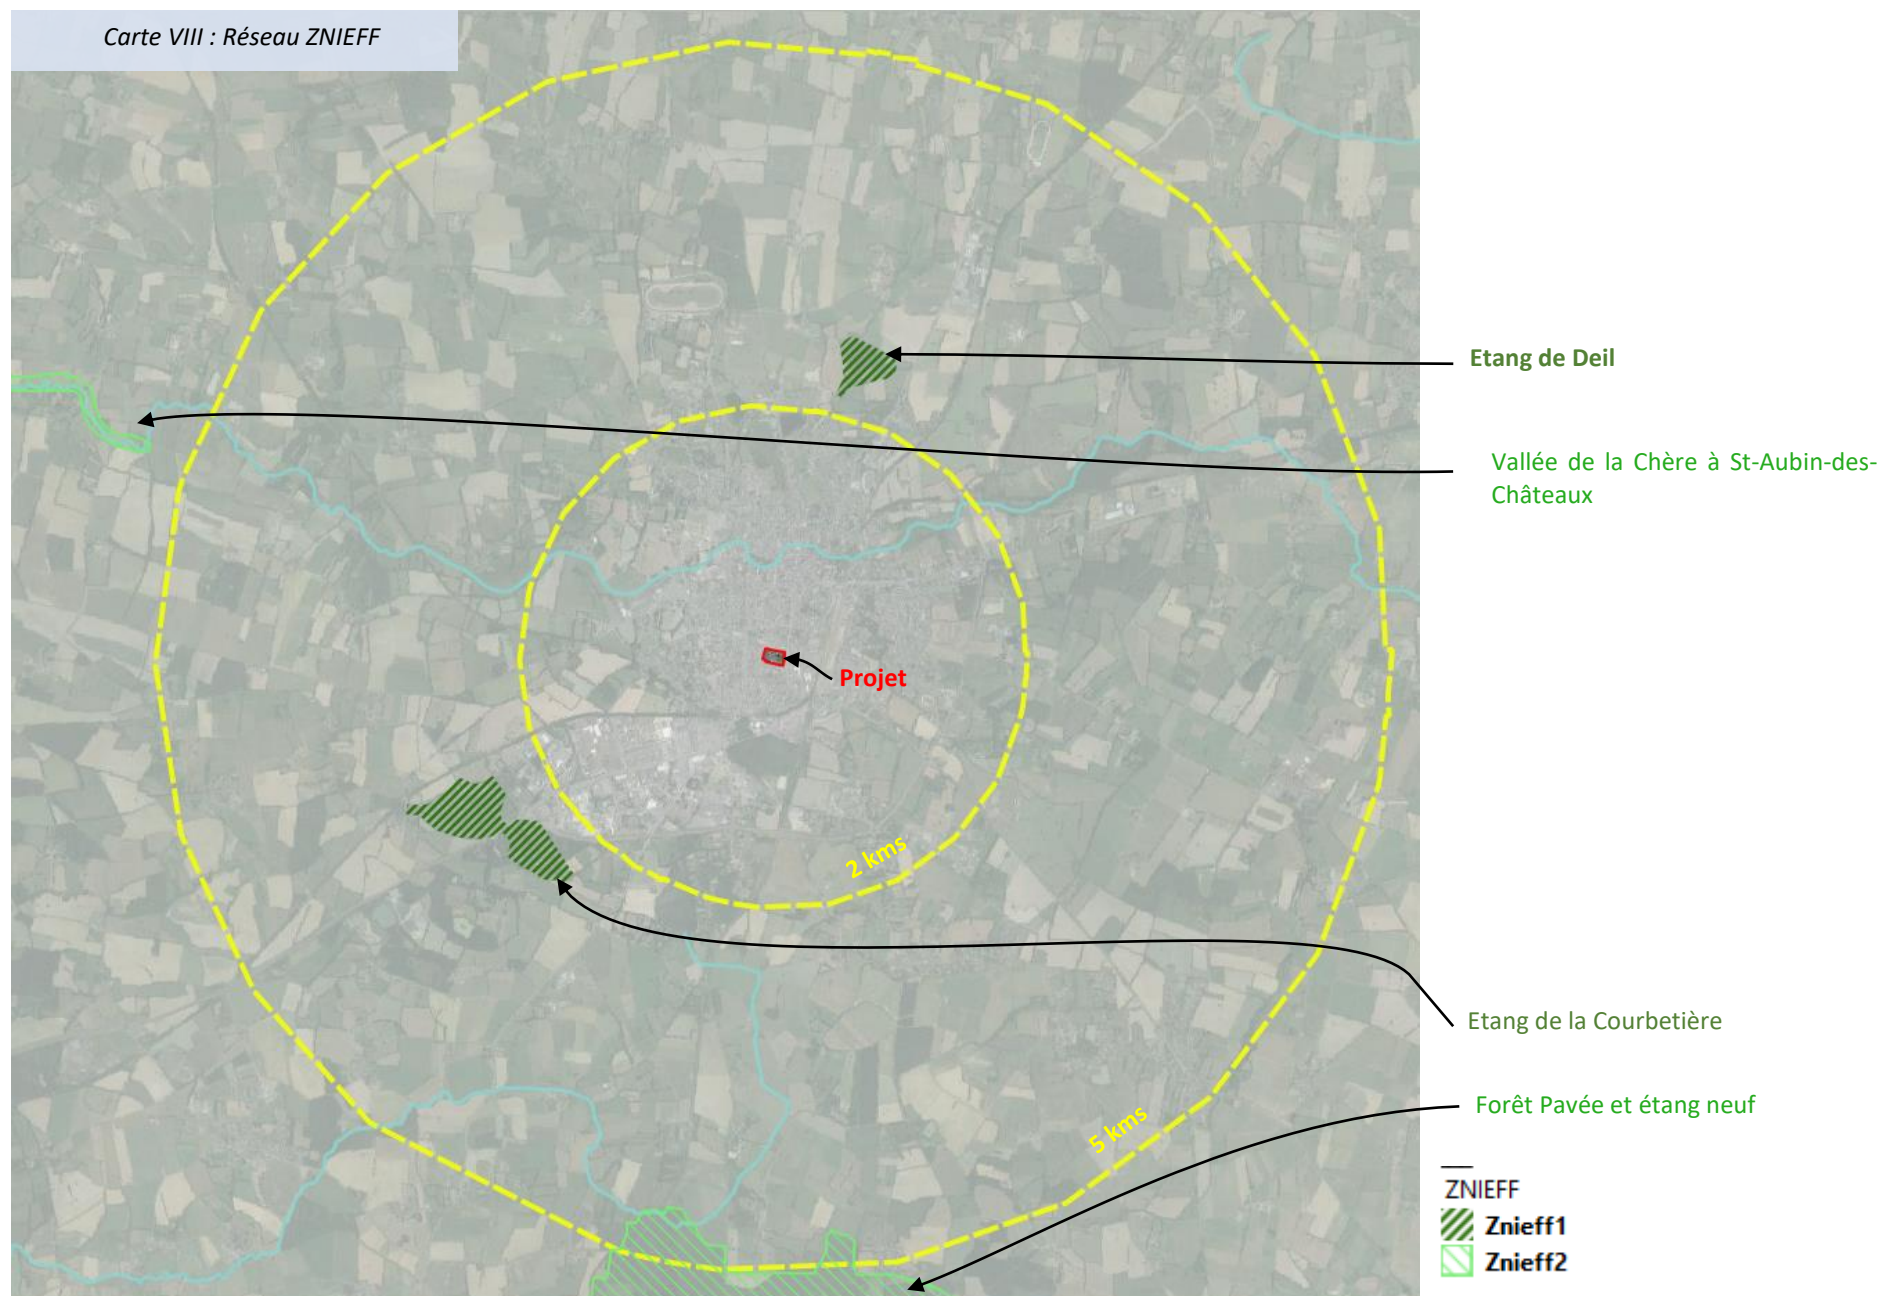 Carte VIII : Réseau ZNIEFF
Etang de Deil
Vallée de la Chère à St-Aubin-des-
Châteaux
Projet
2 kms
Etang de la Courbetière
5 kms
Forêt Pavée et étang neuf
ZNIEFF
Znieff1
Znieff2